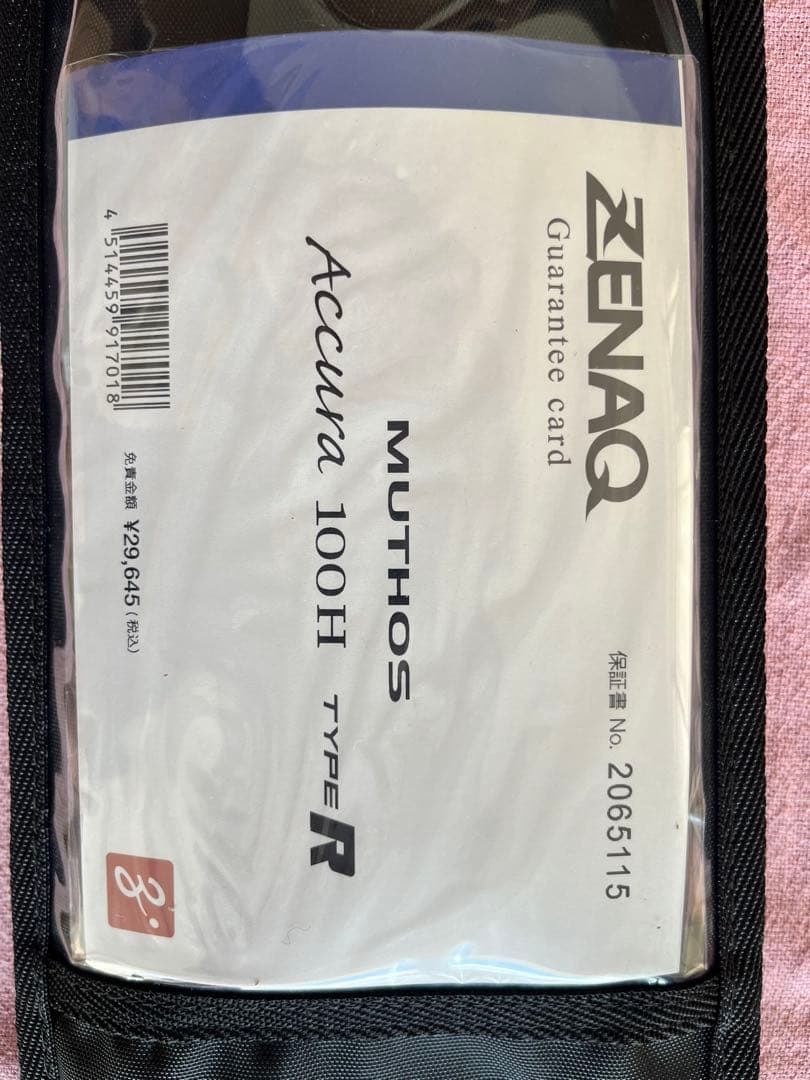 ZENAQ
Guarantee card
保証書 No. 2065115
MUTHOS
Accura 100H TYPE R
4 514459 917018
免責金額 ¥29,645（税込）